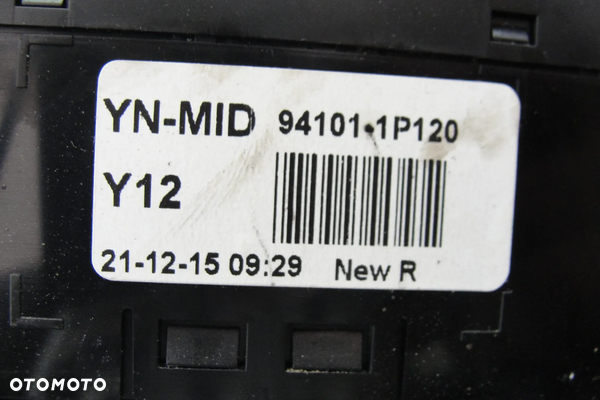 YN-MID 94101-1P120
Y12
21-12-15 09:29 New R
OTOMOTO